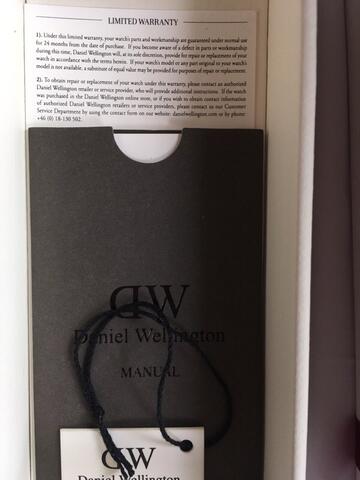 LIMITED WARRANTY
1). Under this limited warranty, your watch's parts and workmanship are guaranteed under normal use
for 24 months from the date of purchase. If you become aware of a defect in parts or workmanship
during this time, Daniel Wellington will, at its sole discretion, provide for repair or replacement of your
watch in accordance with the terms herein. If your watch's model or any part original to your watch's
model is not available, a substitute of equal value may be provided for purposes of repair or replacement.
2). To obtain repair or replacement of your watch under this warranty, please contact an authorized
Daniel Wellington retailer or service provider, who will provide additional instructions. If the watch
was purchased in the Daniel Wellington online store, or if you wish to obtain contact information
of authorized Daniel Wellington retailers or service providers, please contact us our Customer
Service Department by using the contact form on our website: danielwellington.com or by phone:
+46 (0) 18-130 502.
DW
Daniel Wellington
MANUAL
DW
Daniel Wellington